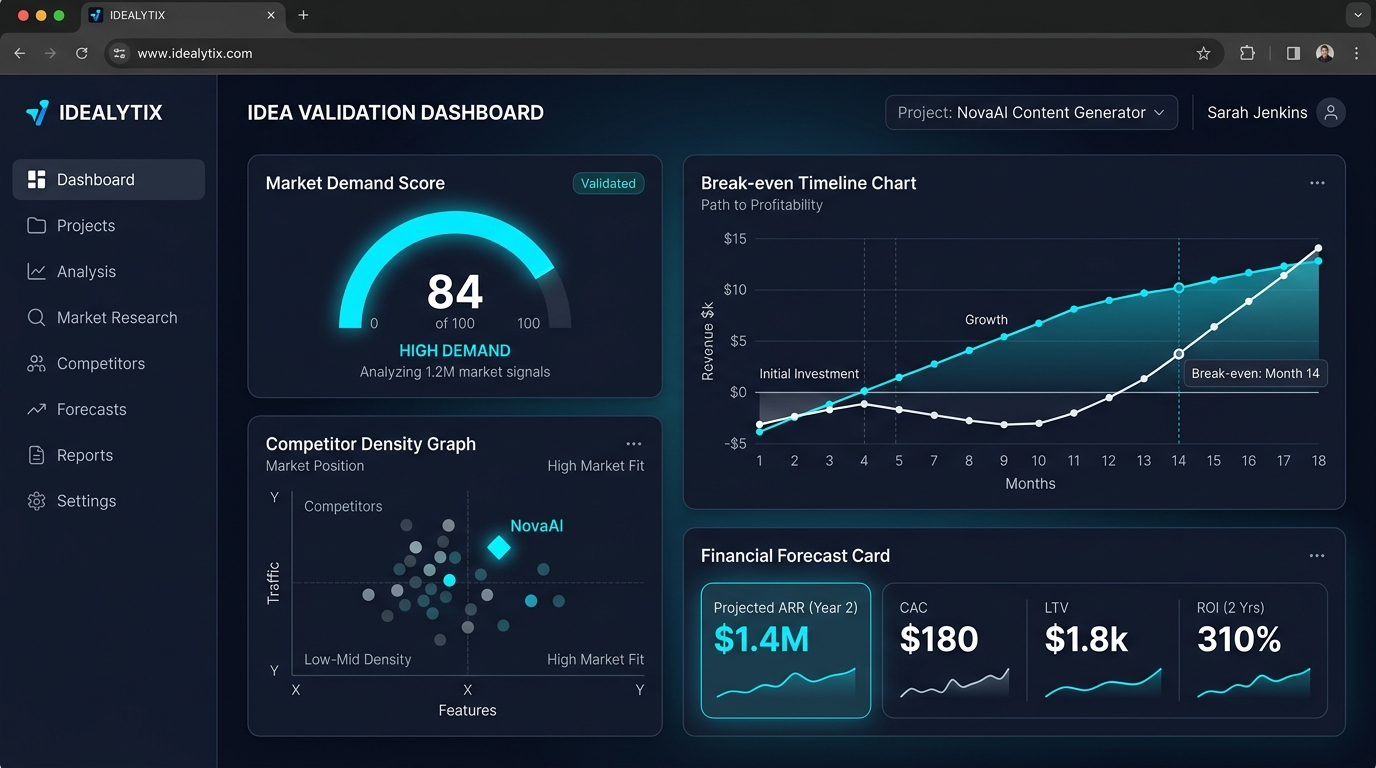 IDEALYTIX
www.idealytix.com
IDEALYTIX
Dashboard
Projects
Analysis
Market Research
Competitors
Forecasts
Reports
Settings
IDEA VALIDATION DASHBOARD
Project: NovaAI Content Generator
Sarah Jenkins
Market Demand Score
Validated
84
0 of 100 100
HIGH DEMAND
Analyzing 1.2M market signals
Competitor Density Graph
Market Position High Market Fit
Y
Competitors
NovaAI
Traffic
Low-Mid Density High Market Fit
Y
X X Y
Features
Break-even Timeline Chart
Path to Profitability
Revenue $k
$15
$10
$5
$0
-$5
Growth
Initial Investment
Break-even: Month 14
1 2 3 4 5 7 8 9 10 11 12 13 14 15 16 17 18
Months
Financial Forecast Card
Projected ARR (Year 2)
$1.4M
CAC
$180
LTV
$1.8k
ROI (2 Yrs)
310%